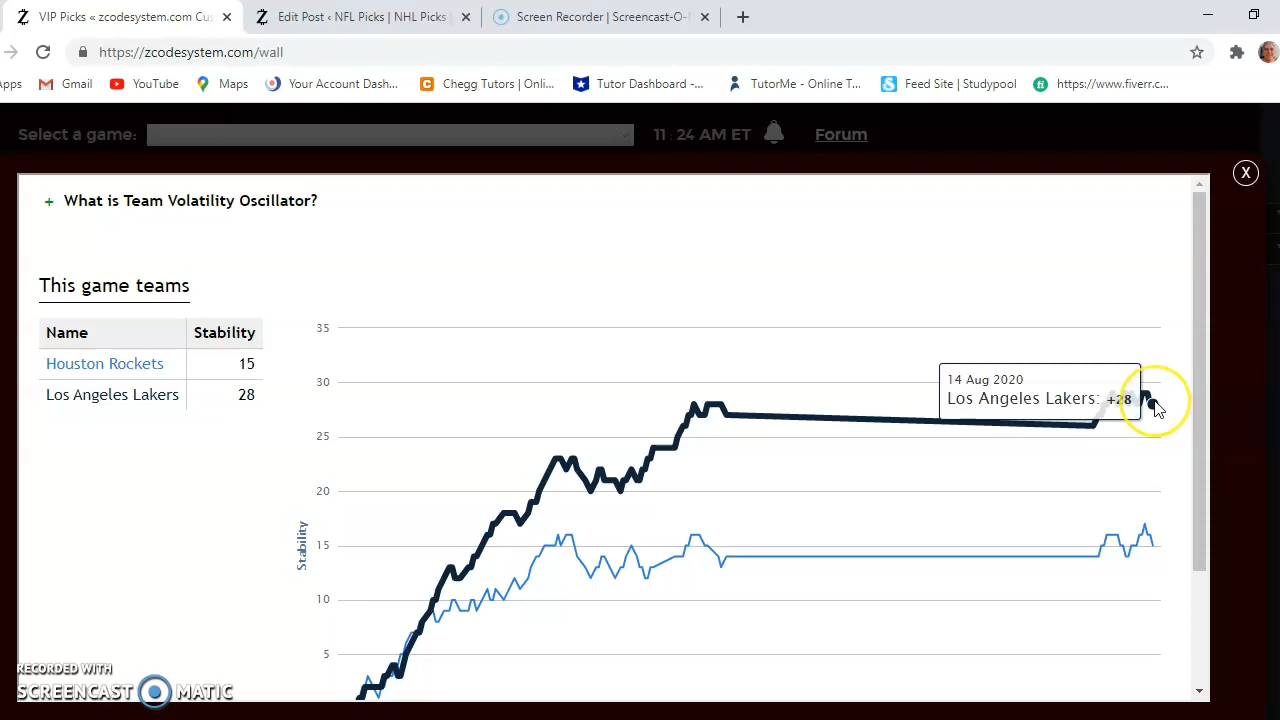 VIP Picks « zcodesystem.com Cus
Edit Post ‹ NFL Picks | NHL Picks
Screen Recorder | Screencast-O-
https://zcodesystem.com/wall
Apps
Gmail
YouTube
Maps
Your Account Dash...
Chegg Tutors | Onli...
Tutor Dashboard -...
TutorMe - Online T...
Feed Site | Studypool
https://www.fiverr.c...
Select a game:
11:24 AM ET
Forum
X
+ What is Team Volatility Oscillator?
This game teams
Name Stability
Houston Rockets 15
Los Angeles Lakers 28
35
30
25
20
15
10
5
Stability
14 Aug 2020
Los Angeles Lakers: +28
RECORDED WITH
SCREENCAST MATIC